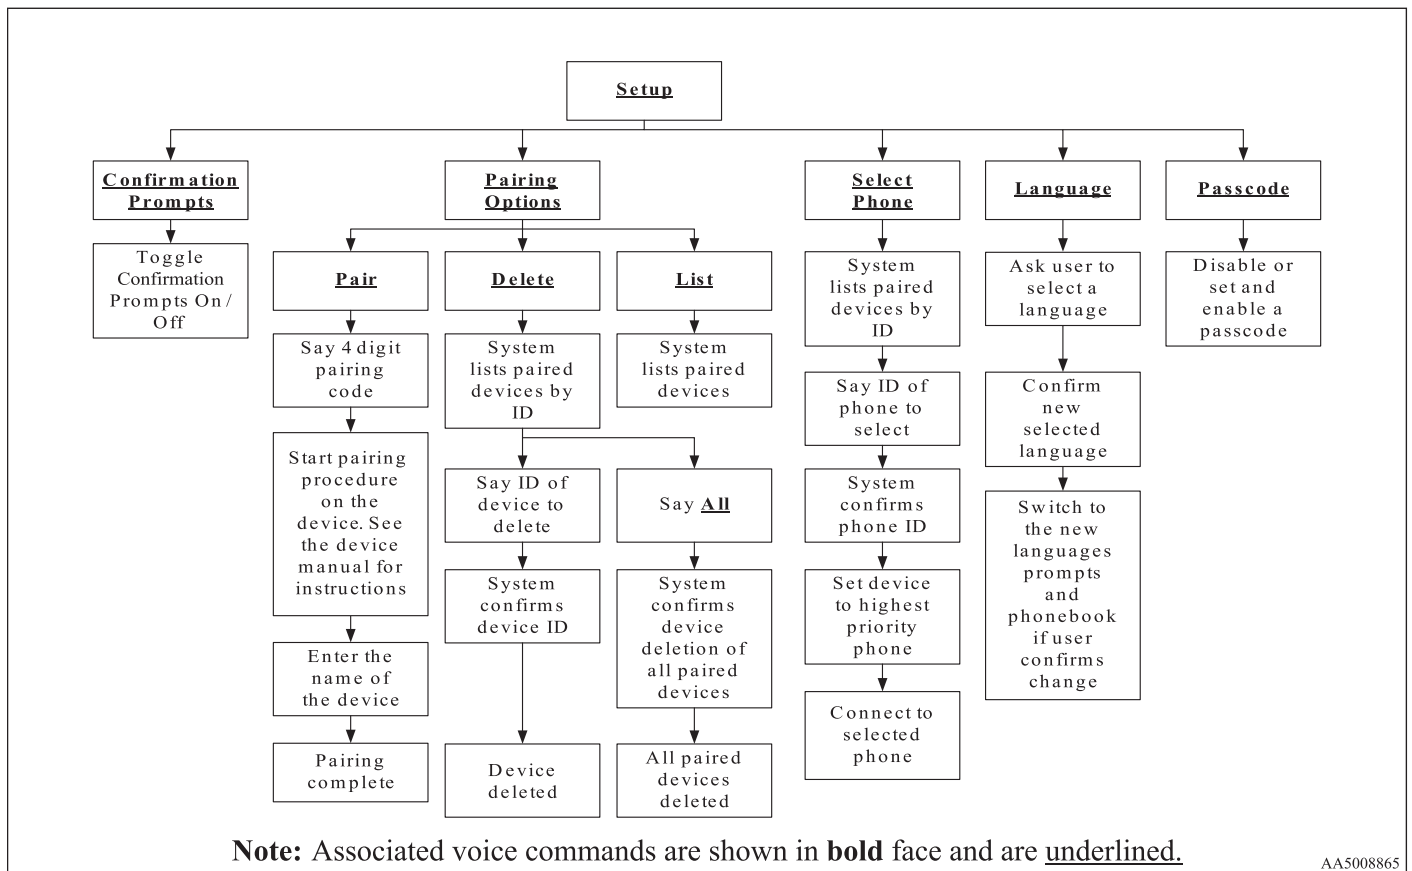 Setup
Confirmation
Prompts
Toggle
Confirmation
Prompts On /
Off
Pairing
Options
Pair
Say 4 digit
pairing
code
Start pairing
procedure
on the
device. See
the device
manual for
instructions
Enter the
name of
the device
Pairing
complete
Delete
System
lists paired
devices by
ID
Say ID of
device to
delete
System
confirms
device ID
Device
deleted
Say All
System
confirms
device
deletion of
all paired
devices
All paired
devices
deleted
List
System
lists paired
devices
Select
Phone
System
lists paired
devices by
ID
Say ID of
phone to
select
System
confirms
phone ID
Set device
to highest
priority
phone
Connect to
selected
phone
Language
Ask user to
select a
language
Confirm
new
selected
language
Switch to
the new
languages
prompts
and
phonebook
if user
confirms
change
Passcode
Disable or
set and
enable a
passcode
Note: Associated voice commands are shown in bold face and are underlined.
AA5008865